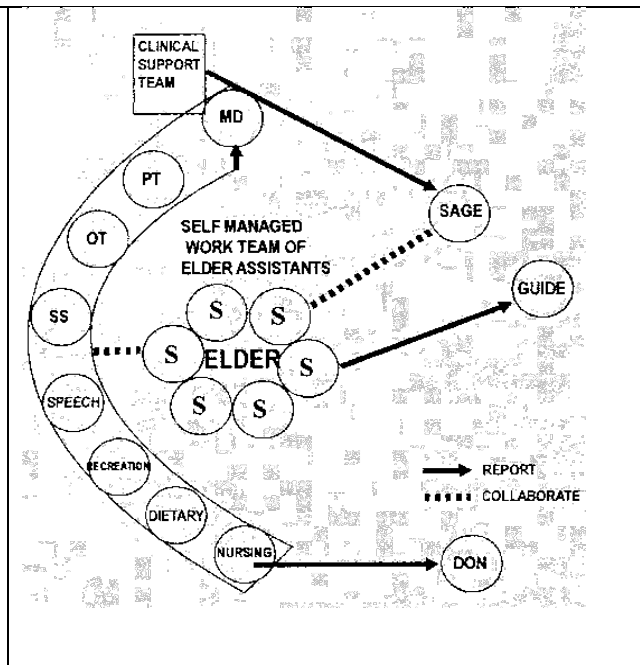 CLINICAL
SUPPORT
TEAM
MD
PT
SAGE
SELF MANAGED
WORK TEAM OF
ELDER ASSISTANTS
OT
GUIDE
SS
S
S
S
ELDER
S
S
S
SPEECH
RECREATION
REPORT
COLLABORATE
DIETARY
NURSING
DON